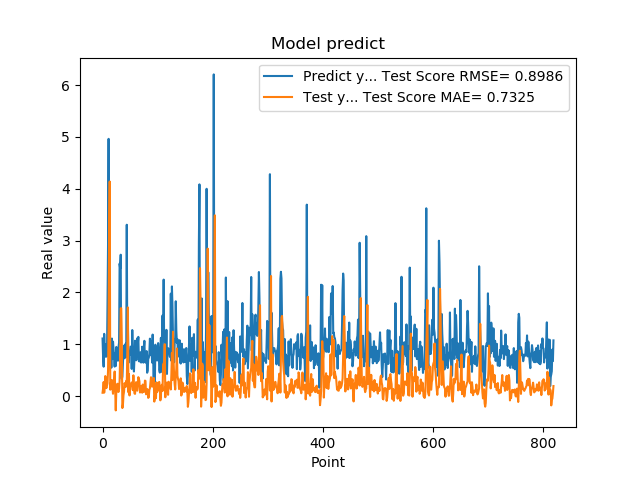 Model predict
Predict y... Test Score RMSE= 0.8986
Test y... Test Score MAE= 0.7325
Real value
6
5
4
3
2
1
0
0 200 400 600 800
Point